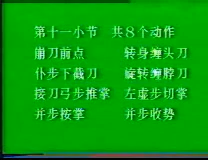 第十一小节 共8个动作
崩刀前点 转身缠头刀
仆步下截刀 旋转缠脖刀
接刀弓步推掌 左虚步切掌
并步按掌 并步收势